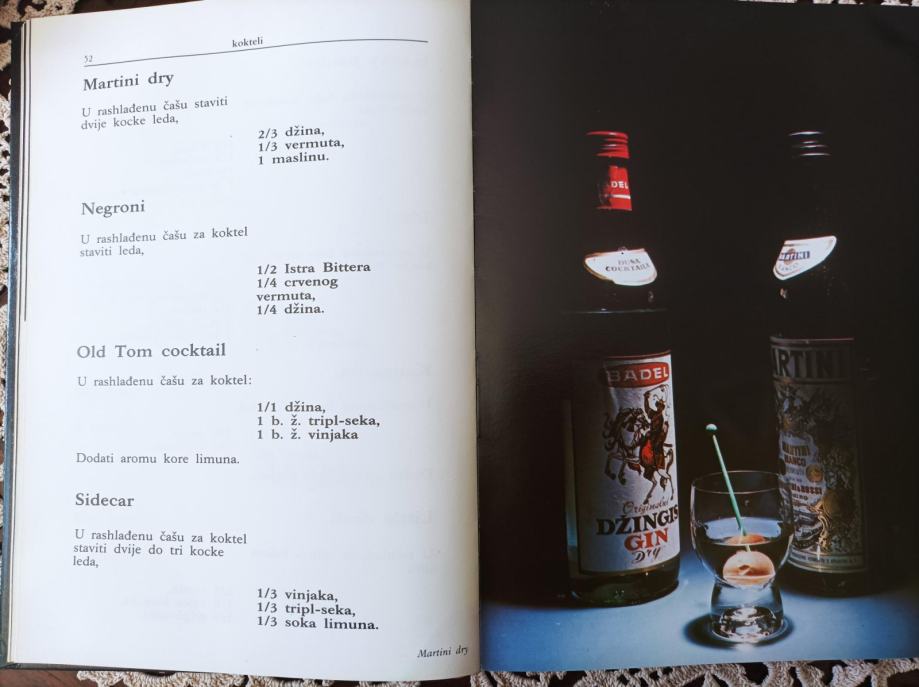 52
kokteli
Martini dry
U rashlađenu čašu staviti
dvije kocke leda,
2/3 džina,
1/3 vermuta,
1 maslinu.
Negroni
U rashlađenu čašu za koktel
staviti leda,
1/2 Istra Bittera
1/4 crvenog
vermuta,
1/4 džina.
Old Tom cocktail
U rashlađenu čašu za koktel:
1/1 džina,
1 b. ž. tripl-seka,
1 b. ž. vinjaka
Dodati aromu kore limuna.
Sidecar
U rashlađenu čašu za koktel
staviti dvije do tri kocke
leda,
1/3 vinjaka,
1/3 tripl-seka,
1/3 soka limuna.
Martini dry
BADEL
DUŠA
COCKTAILA
BADEL
Originalni
DŽINGIS
GIN
Dry
MARTINI
MARTINI